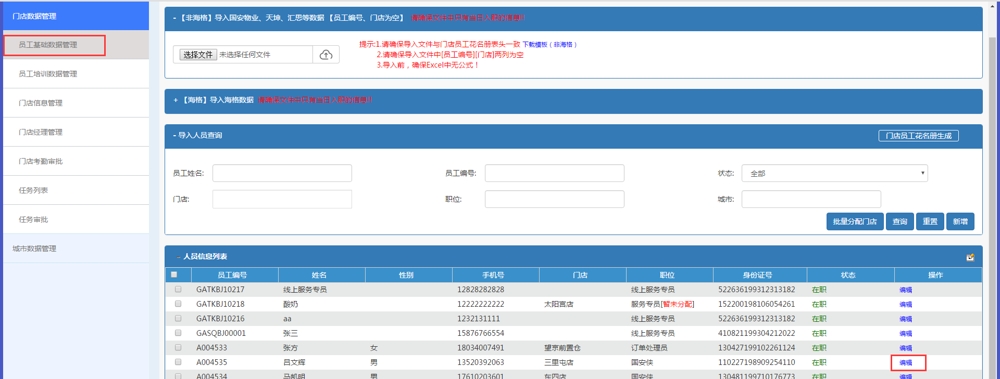 门店数据管理
员工基础数据管理
员工培训数据管理
门店信息管理
门店经理管理
门店考勤审批
任务列表
任务审批
城市数据管理
- 【非海格】导入国安物业、天坤、汇思等数据 【员工编号、门店为空】 请确保文件中只有当日入职的信息!!
选择文件 未选择任何文件
提示:1.请确保导入文件与门店员工花名册表头一致 下载模板（非海格）
2.请确保导入文件中[员工编号][门店]两列为空
3.导入前，确保Excel中无公式！
+ 【海格】导入海格数据 请确保文件中只有当日入职的信息!!
- 导入人员查询 门店员工花名册生成
员工姓名: 员工编号: 状态: 全部
门店: 职位: 城市:
批量分配门店 查询 重置 新增
人员信息列表
员工编号 姓名 性别 手机号 门店 职位 身份证号 状态 操作
GATKBJ10217 线上服务专员 12828282828 线上服务专员 522636199312313182 在职 编辑
GATKBJ10218 酸奶 12222222222 太阳宫店 服务专员[暂未分配] 152200198106054261 在职 编辑
GATKBJ10216 aa 1232131111 线上服务专员 522636199312313182 在职 编辑
GASQBJ00001 张三 15876766554 线上服务专员 410821199304212022 在职 编辑
A004533 张方 女 18034007491 望京前置仓 订单处理员 130427199102261124 在职 编辑
A004535 吕文辉 男 13520392063 三里屯店 国安侠 110227198909254110 在职 编辑
A004534 马凯明 男 17610203601 东四店 国安侠 130481199710176773 在职 编辑